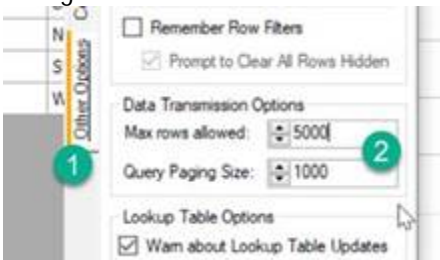 Remember Row Filters
Prompt to Clear All Rows Hidden
N
S
W
Other Options
Data Transmission Options
Max rows allowed: 5000
1
2
Query Paging Size: 1000
Lookup Table Options
Warn about Lookup Table Updates